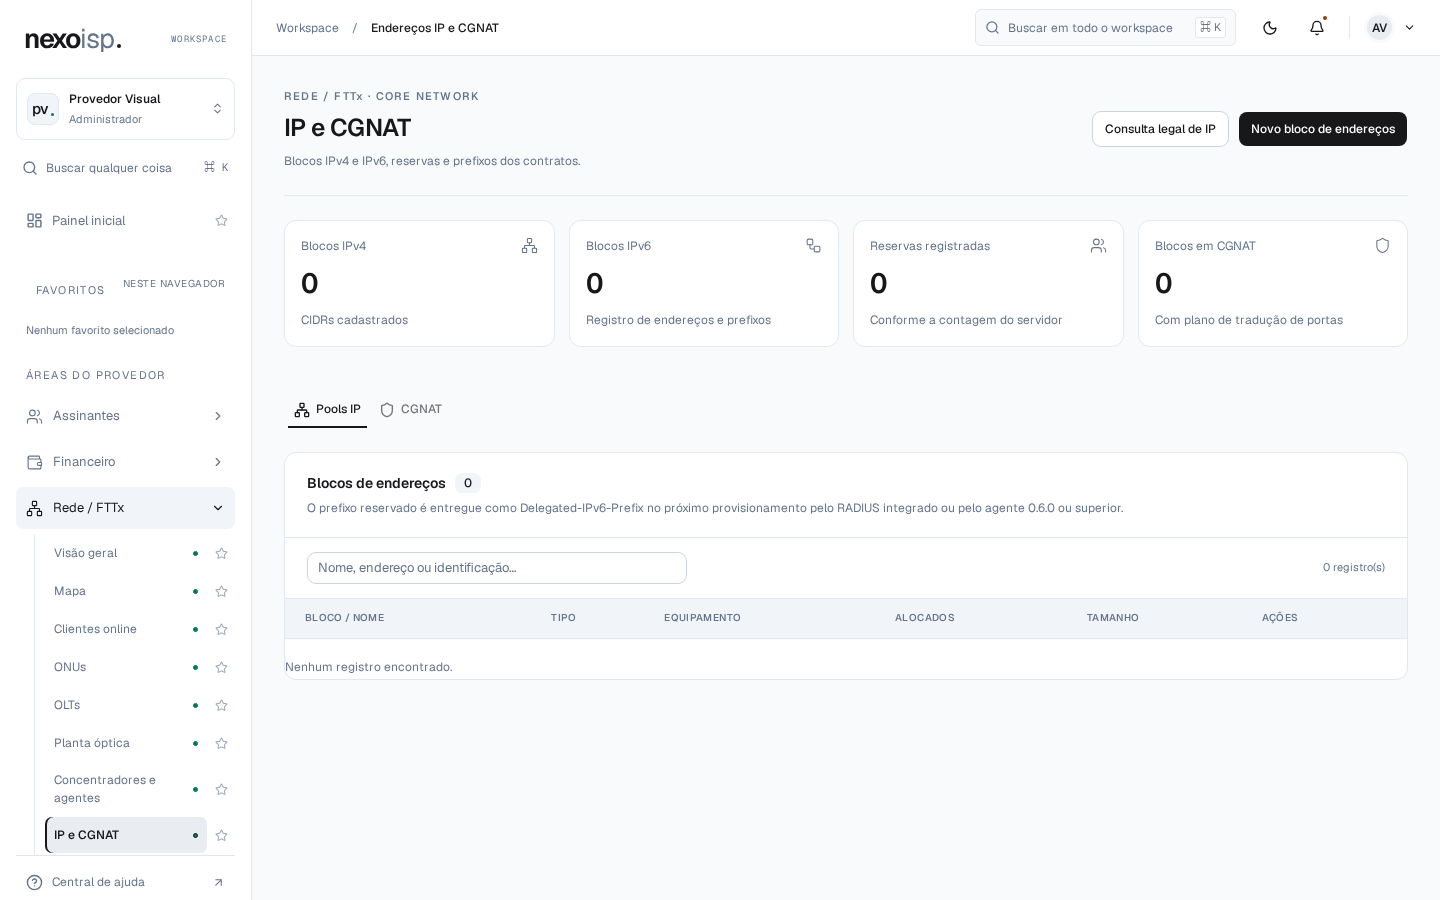 nexoisp.
WORKSPACE
pv.
Provedor Visual
Administrador
Buscar qualquer coisa
⌘ K
Painel inicial
FAVORITOS
NESTE NAVEGADOR
Nenhum favorito selecionado
ÁREAS DO PROVEDOR
Assinantes
Financeiro
Rede / FTTx
Visão geral
Mapa
Clientes online
ONUs
OLTs
Planta óptica
Concentradores e
agentes
IP e CGNAT
Central de ajuda
Workspace / Endereços IP e CGNAT
Buscar em todo o workspace
⌘ K
AV
REDE / FTTx · CORE NETWORK
IP e CGNAT
Blocos IPv4 e IPv6, reservas e prefixos dos contratos.
Consulta legal de IP
Novo bloco de endereços
Blocos IPv4
0
CIDRs cadastrados
Blocos IPv6
0
Registro de endereços e prefixos
Reservas registradas
0
Conforme a contagem do servidor
Blocos em CGNAT
0
Com plano de tradução de portas
Pools IP
CGNAT
Blocos de endereços 0
O prefixo reservado é entregue como Delegated-IPv6-Prefix no próximo provisionamento pelo RADIUS integrado ou pelo agente 0.6.0 ou superior.
Nome, endereço ou identificação...
0 registro(s)
BLOCO / NOME TIPO EQUIPAMENTO ALOCADOS TAMANHO AÇÕES
Nenhum registro encontrado.